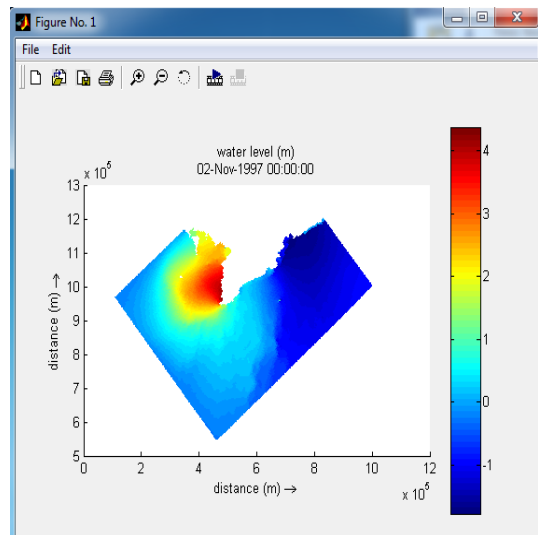 Figure No. 1
File Edit
water level (m)
02-Nov-1997 00:00:00
x 10^5
13
12
11
10
9
8
7
6
5
distance (m) →
0 2 4 6 8 10 12
distance (m) →
x 10^5
4
3
2
1
0
-1